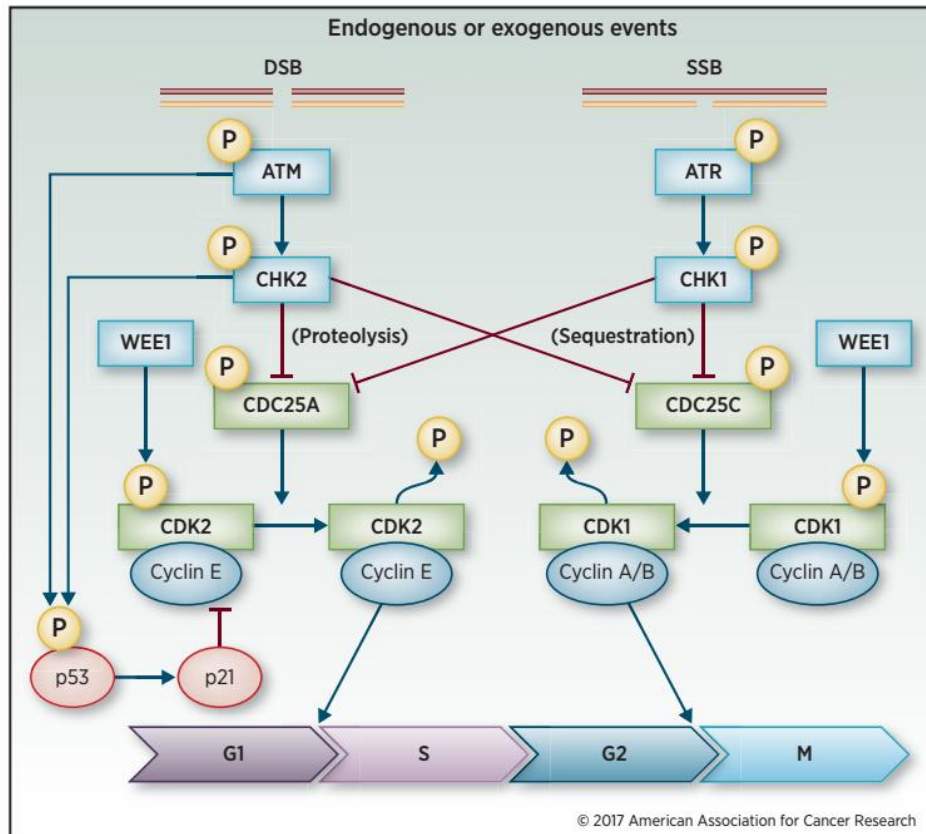 Endogenous or exogenous events
DSB
SSB
P
P
ATM
ATR
P
P
CHK2
CHK1
(Proteolysis)
(Sequestration)
WEE1
WEE1
P
P
CDC25A
CDC25C
P
P
P
P
CDK2
CDK2
CDK1
CDK1
Cyclin E
Cyclin E
Cyclin A/B
Cyclin A/B
P
p53
p21
G1
S
G2
M
© 2017 American Association for Cancer Research